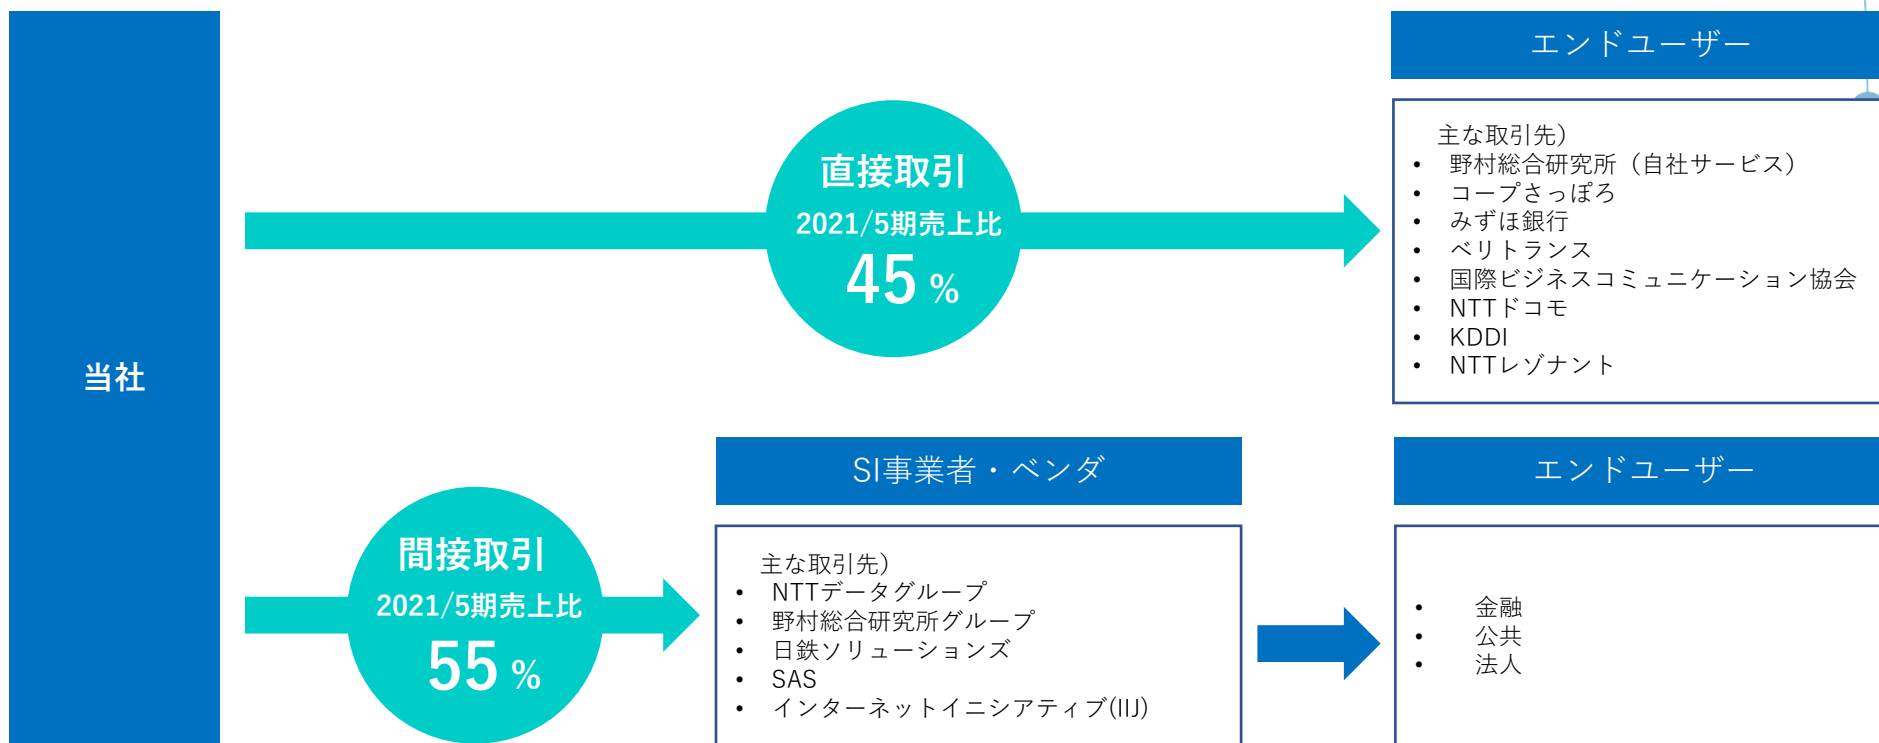 当社
直接取引
2021/5期売上比
45 %
エンドユーザー
主な取引先）
• 野村総合研究所（自社サービス）
• コープさっぽろ
• みずほ銀行
• ベリトランス
• 国際ビジネスコミュニケーション協会
• NTTドコモ
• KDDI
• NTTレゾナント
間接取引
2021/5期売上比
55 %
SI事業者・ベンダ
主な取引先）
• NTTデータグループ
• 野村総合研究所グループ
• 日鉄ソリューションズ
• SAS
• インターネットイニシアティブ(IIJ)
エンドユーザー
• 金融
• 公共
• 法人